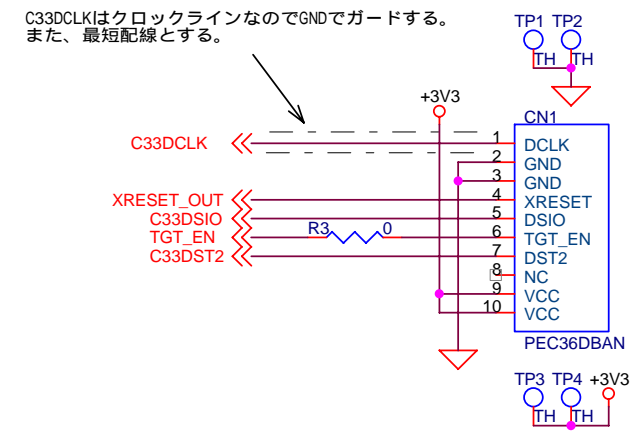 C33DCLKはクロックラインなのでGNDでガードする。
また、最短配線とする。
TP1 TP2
TH TH
+3V3
CN1
C33DCLK 1 DCLK
2 GND
3 GND
XRESET_OUT 4 XRESET
C33DSIO 5 DSIO
TGT_EN R3 0 6 TGT_EN
C33DST2 7 DST2
8 NC
9 VCC
10 VCC
PEC36DBAN
TP3 TP4 +3V3
TH TH